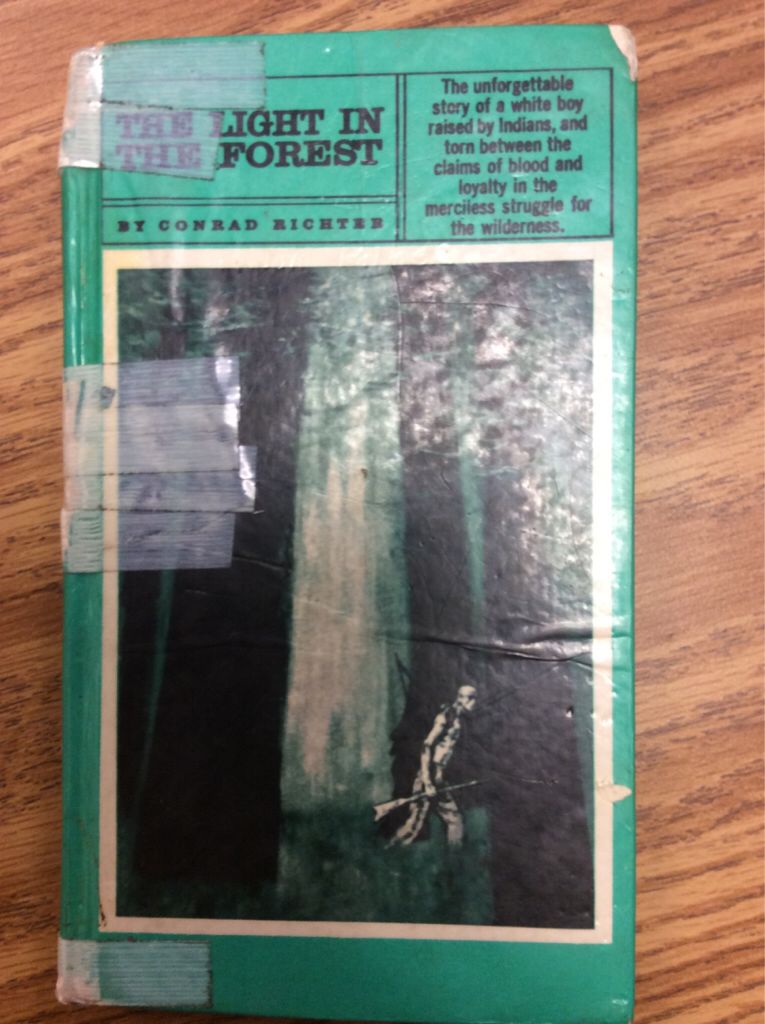 THE LIGHT IN
THE FOREST
BY CONRAD RICHTER
The unforgettable
story of a white boy
raised by Indians, and
torn between the
claims of blood and
loyalty in the
merciless struggle for
the wilderness.